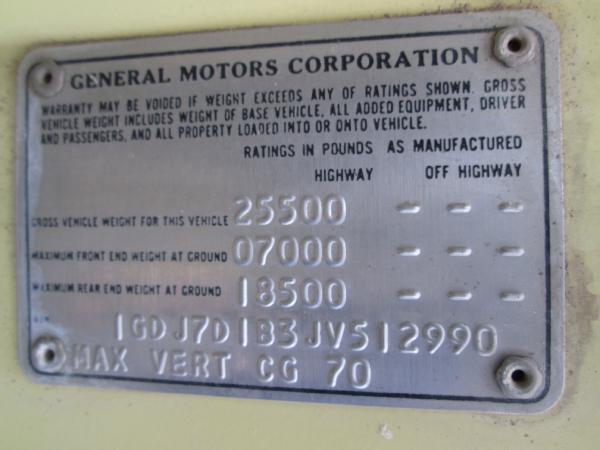 GENERAL MOTORS CORPORATION
WARRANTY MAY BE VOIDED IF WEIGHT EXCEEDS ANY OF RATINGS SHOWN. GROSS
VEHICLE WEIGHT INCLUDES WEIGHT OF BASE VEHICLE, ALL ADDED EQUIPMENT, DRIVER
AND PASSENGERS, AND ALL PROPERTY LOADED INTO OR ONTO VEHICLE.
RATINGS IN POUNDS AS MANUFACTURED
HIGHWAY OFF HIGHWAY
GROSS VEHICLE WEIGHT FOR THIS VEHICLE 25500 - - -
MAXIMUM FRONT END WEIGHT AT GROUND 07000 - - -
MAXIMUM REAR END WEIGHT AT GROUND 18500 - - -
1GDJ7D1B3JV512990
MAX VERT CG 70